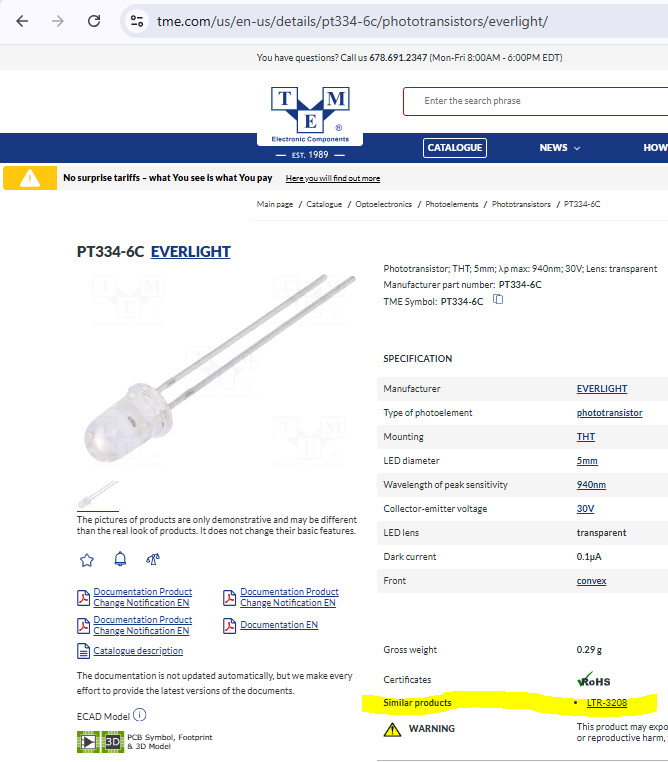 tme.com/us/en-us/details/pt334-6c/phototransistors/everlight/
You have questions? Call us 678.691.2347 (Mon-Fri 8:00AM - 6:00PM EDT)
T M E ®
Electronic Components
EST. 1989
Enter the search phrase
CATALOGUE NEWS HOW
No surprise tariffs – what You see is what You pay Here you will find out more
Main page / Catalogue / Optoelectronics / Photoelements / Phototransistors / PT334-6C
PT334-6C EVERLIGHT
Phototransistor; THT; 5mm; λp max: 940nm; 30V; Lens: transparent
Manufacturer part number: PT334-6C
TME Symbol: PT334-6C
SPECIFICATION
Manufacturer EVERLIGHT
Type of photoelement phototransistor
Mounting THT
LED diameter 5mm
Wavelength of peak sensitivity 940nm
Collector-emitter voltage 30V
LED lens transparent
Dark current 0.1µA
Front convex
The pictures of products are only demonstrative and may be different
than the real look of products. It does not change their basic features.
Documentation Product
Change Notification EN
Documentation Product
Change Notification EN
Documentation Product
Change Notification EN
Documentation EN
Catalogue description
The documentation is not updated automatically, but we make every
effort to provide the latest versions of the documents.
ECAD Model
3D
PCB Symbol, Footprint
& 3D Model
Gross weight 0.29 g
Certificates RoHS
Similar products • LTR-3208
WARNING This product may expo
or reproductive harm,